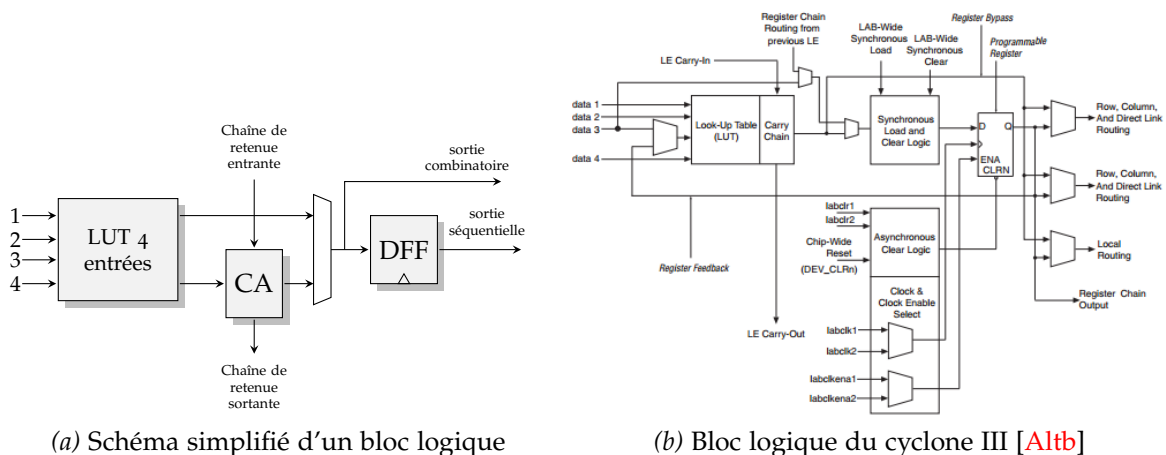 Chaîne de
retenue
entrante
1
2
3
4
LUT 4
entrées
CA
DFF
sortie
combinatoire
sortie
séquentielle
Chaîne de
retenue
sortante
(a) Schéma simplifié d'un bloc logique
Register Chain
Routing from
previous LE
LAB-Wide
Synchronous
Load
LAB-Wide
Synchronous
Clear
Register Bypass
Programmable
Register
LE Carry-In
data 1
data 2
data 3
data 4
Look-Up Table
(LUT)
Carry
Chain
Synchronous
Load and
Clear Logic
D
Q
ENA
CLRN
Row, Column,
And Direct Link
Routing
Row, Column,
And Direct Link
Routing
Local
Routing
Register Chain
Output
labclr1
labclr2
Chip-Wide
Reset
(DEV_CLRn)
Asynchronous
Clear Logic
Register Feedback
Clock &
Clock Enable
Select
LE Carry-Out
labclk1
labclk2
labclkena1
labclkena2
(b) Bloc logique du cyclone III [Altb]